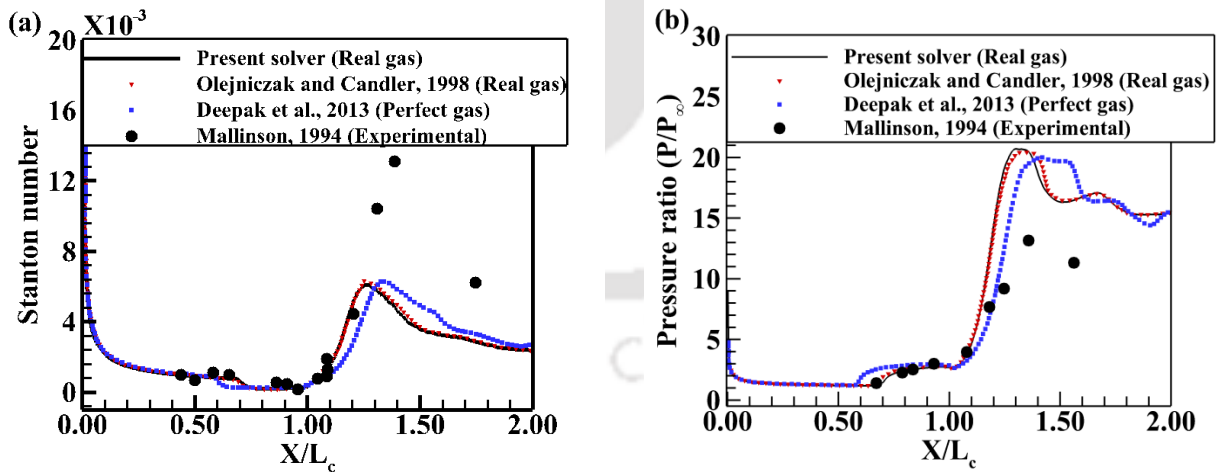 (a)
X10-3
Stanton number
20
16
12
8
4
0
Present solver (Real gas)
Olejniczak and Candler, 1998 (Real gas)
Deepak et al., 2013 (Perfect gas)
Mallinson, 1994 (Experimental)
0.00 0.50 1.00 1.50 2.00
X/Lc
(b)
Pressure ratio (P/P∞)
30
25
20
15
10
5
0
Present solver (Real gas)
Olejniczak and Candler, 1998 (Real gas)
Deepak et al., 2013 (Perfect gas)
Mallinson, 1994 (Experimental)
0.00 0.50 1.00 1.50 2.00
X/Lc